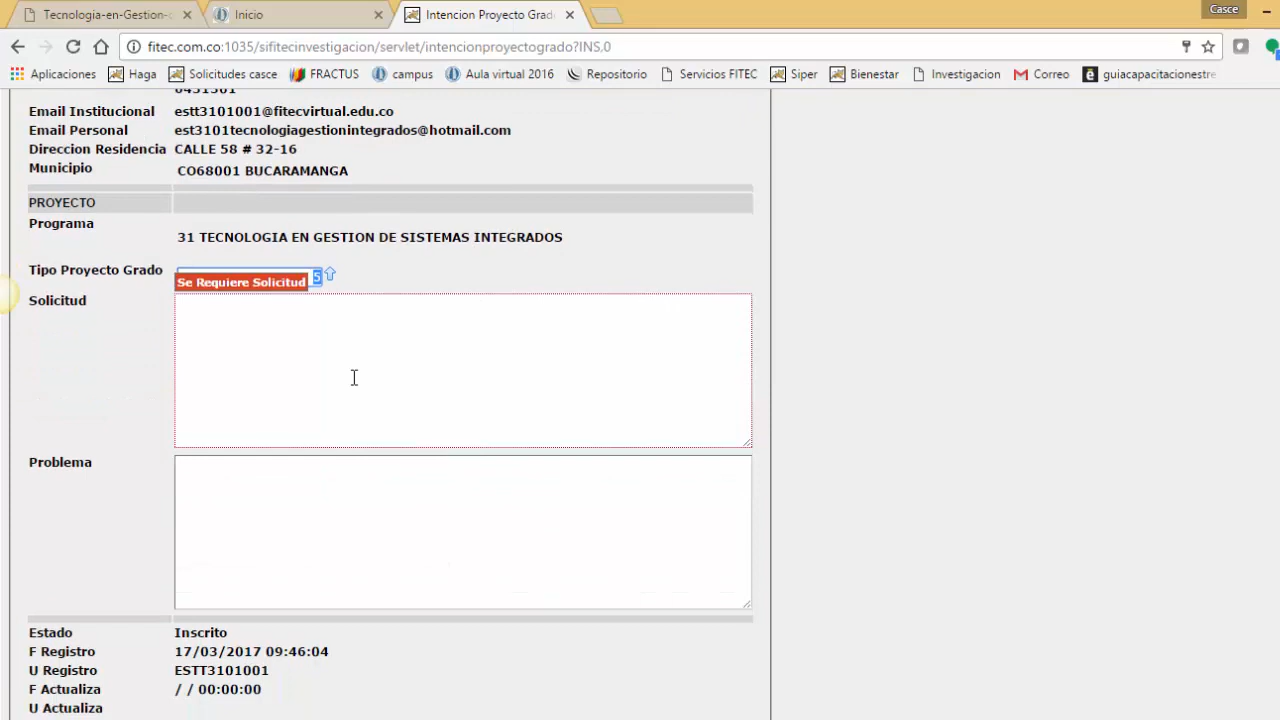 Tecnologia-en-Gestion-
Inicio
Intencion Proyecto Grad
Casce
fitec.com.co:1035/sifitecinvestigacion/servlet/intencionproyectogrado?INS,0
Aplicaciones Haga Solicitudes casce FRACTUS campus Aula virtual 2016 Repositorio Servicios FITEC Siper Bienestar Investigacion Correo guiacapacitacionestre
Email Institucional estt3101001@fitecvirtual.edu.co
Email Personal est3101tecnologiagestionintegrados@hotmail.com
Direccion Residencia CALLE 58 # 32-16
Municipio CO68001 BUCARAMANGA
PROYECTO
Programa 31 TECNOLOGIA EN GESTION DE SISTEMAS INTEGRADOS
Tipo Proyecto Grado 5
Se Requiere Solicitud
Solicitud
Problema
Estado Inscrito
F Registro 17/03/2017 09:46:04
U Registro ESTT3101001
F Actualiza / / 00:00:00
U Actualiza